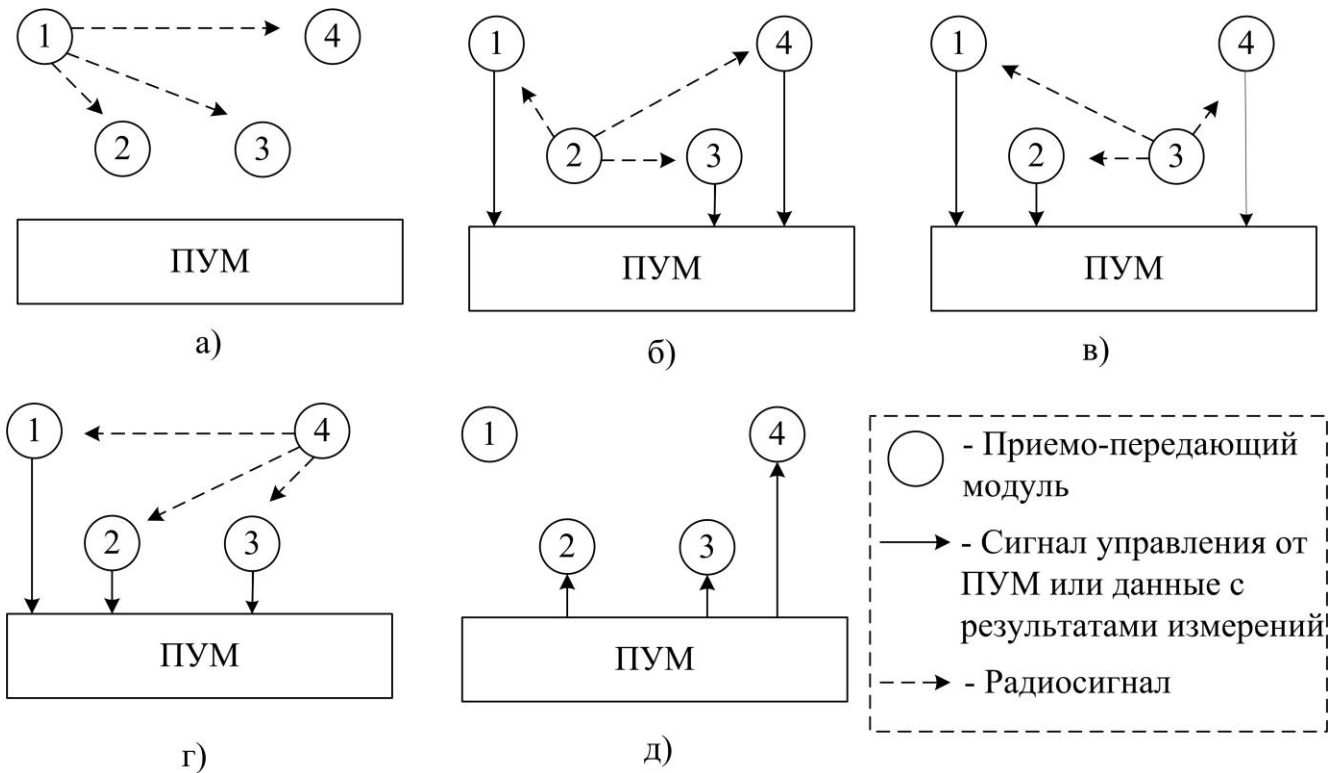 1
4
2
3
ПУМ
а)
1
4
2
3
ПУМ
б)
1
4
2
3
ПУМ
в)
1
4
2
3
ПУМ
г)
1
4
2
3
ПУМ
д)
- Приемо-передающий
модуль
- Сигнал управления от
ПУМ или данные с
результатами измерений
- Радиосигнал